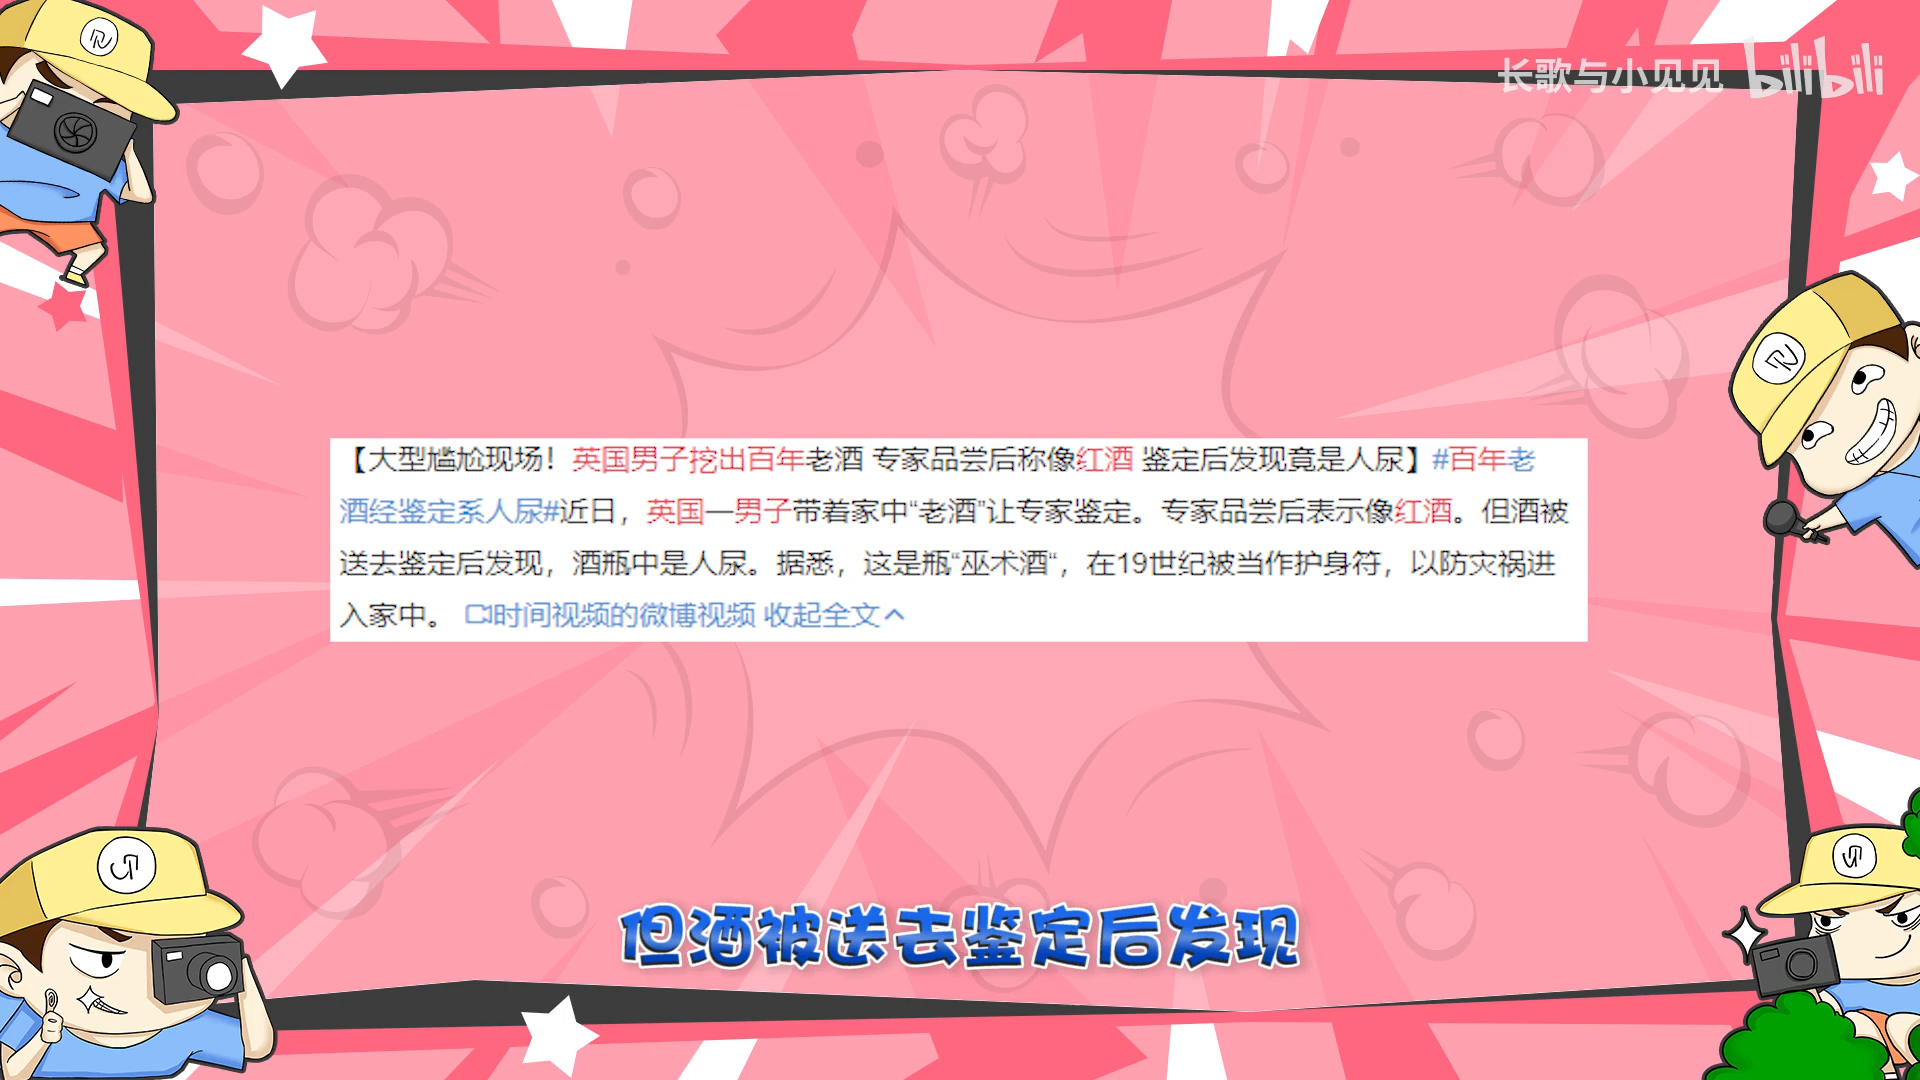 长歌与小见见 bilibili
【大型尴尬现场！英国男子挖出百年老酒 专家品尝后称像红酒 鉴定后发现竟是人尿】#百年老
酒经鉴定系人尿#近日，英国一男子带着家中“老酒”让专家鉴定。专家品尝后表示像红酒。但酒被
送去鉴定后发现，酒瓶中是人尿。据悉，这是瓶“巫术酒“，在19世纪被当作护身符，以防灾祸进
入家中。 时间视频的微博视频 收起全文
但酒被送去鉴定后发现